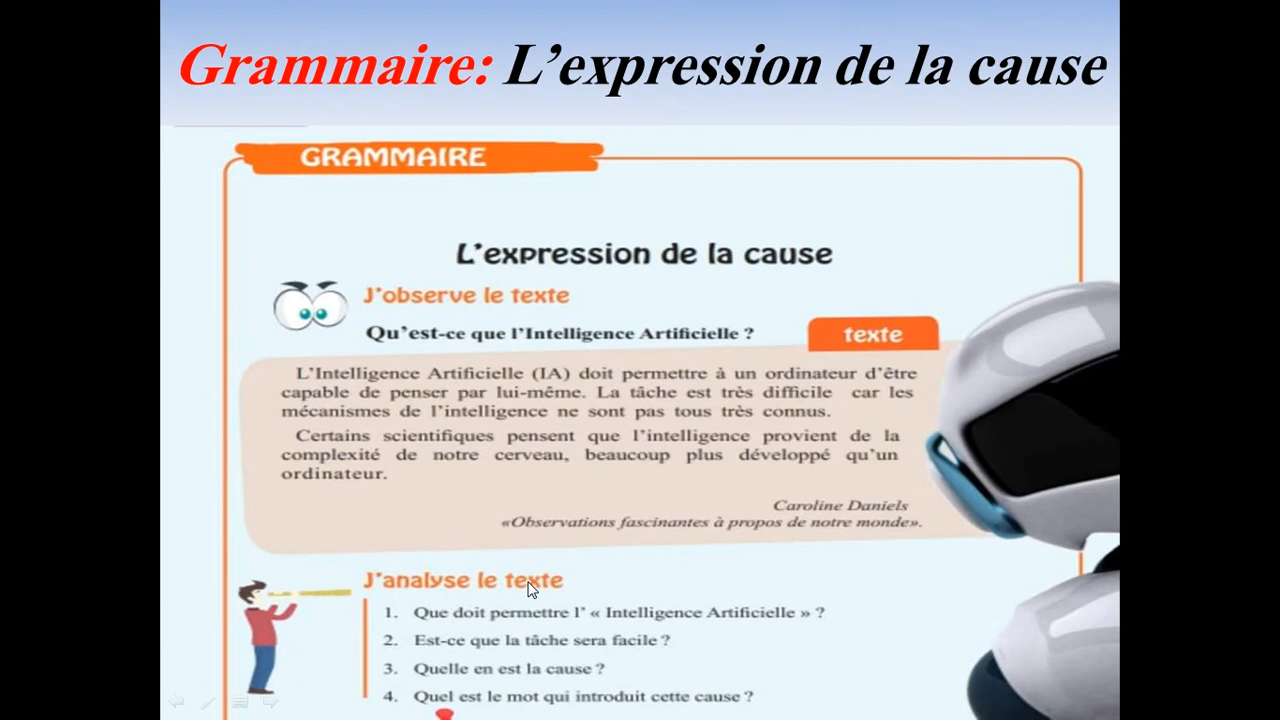 Grammaire: L’expression de la cause
GRAMMAIRE
L’expression de la cause
J’observe le texte
Qu’est-ce que l’Intelligence Artificielle ?
texte
L’Intelligence Artificielle (IA) doit permettre à un ordinateur d’être
capable de penser par lui-même. La tâche est très difficile car les
mécanismes de l’intelligence ne sont pas tous très connus.
Certains scientifiques pensent que l’intelligence provient de la
complexité de notre cerveau, beaucoup plus développé qu’un
ordinateur.
Caroline Daniels
«Observations fascinantes à propos de notre monde».
J’analyse le texte
1. Que doit permettre l’ « Intelligence Artificielle » ?
2. Est-ce que la tâche sera facile ?
3. Quelle en est la cause ?
4. Quel est le mot qui introduit cette cause ?